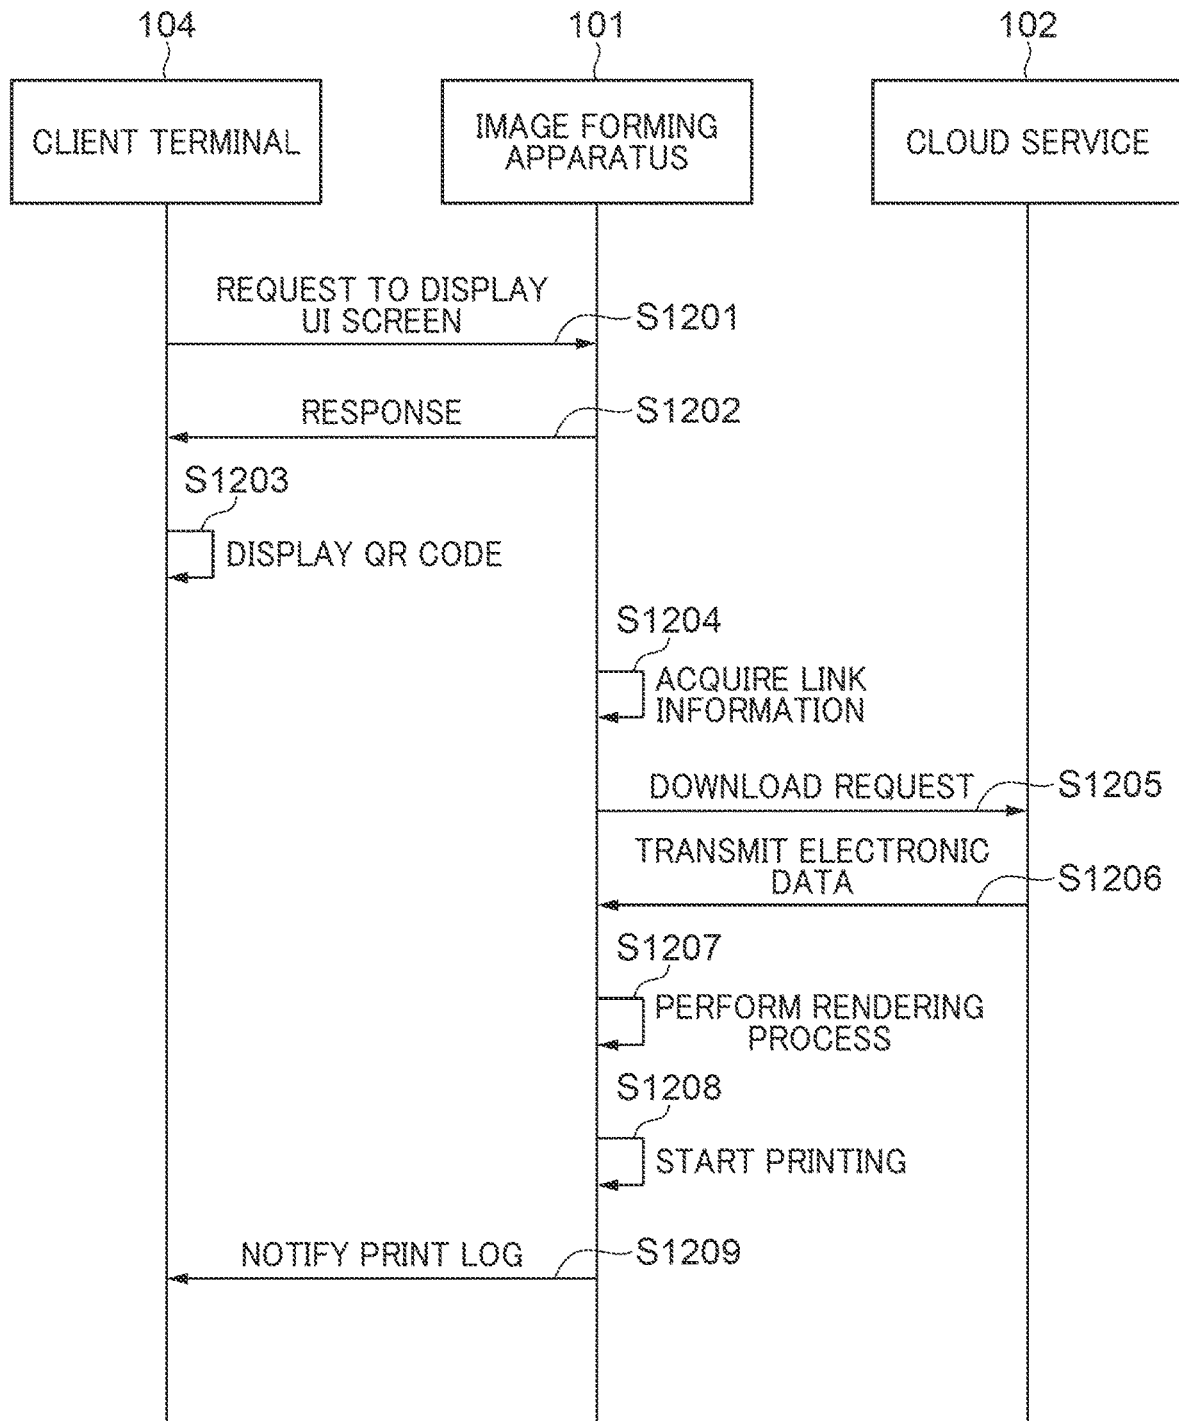 104
101
102
CLIENT TERMINAL
IMAGE FORMING
APPARATUS
CLOUD SERVICE
REQUEST TO DISPLAY
UI SCREEN
S1201
RESPONSE
S1202
S1203
DISPLAY QR CODE
S1204
ACQUIRE LINK
INFORMATION
DOWNLOAD REQUEST
S1205
TRANSMIT ELECTRONIC
DATA
S1206
S1207
PERFORM RENDERING
PROCESS
S1208
START PRINTING
NOTIFY PRINT LOG
S1209